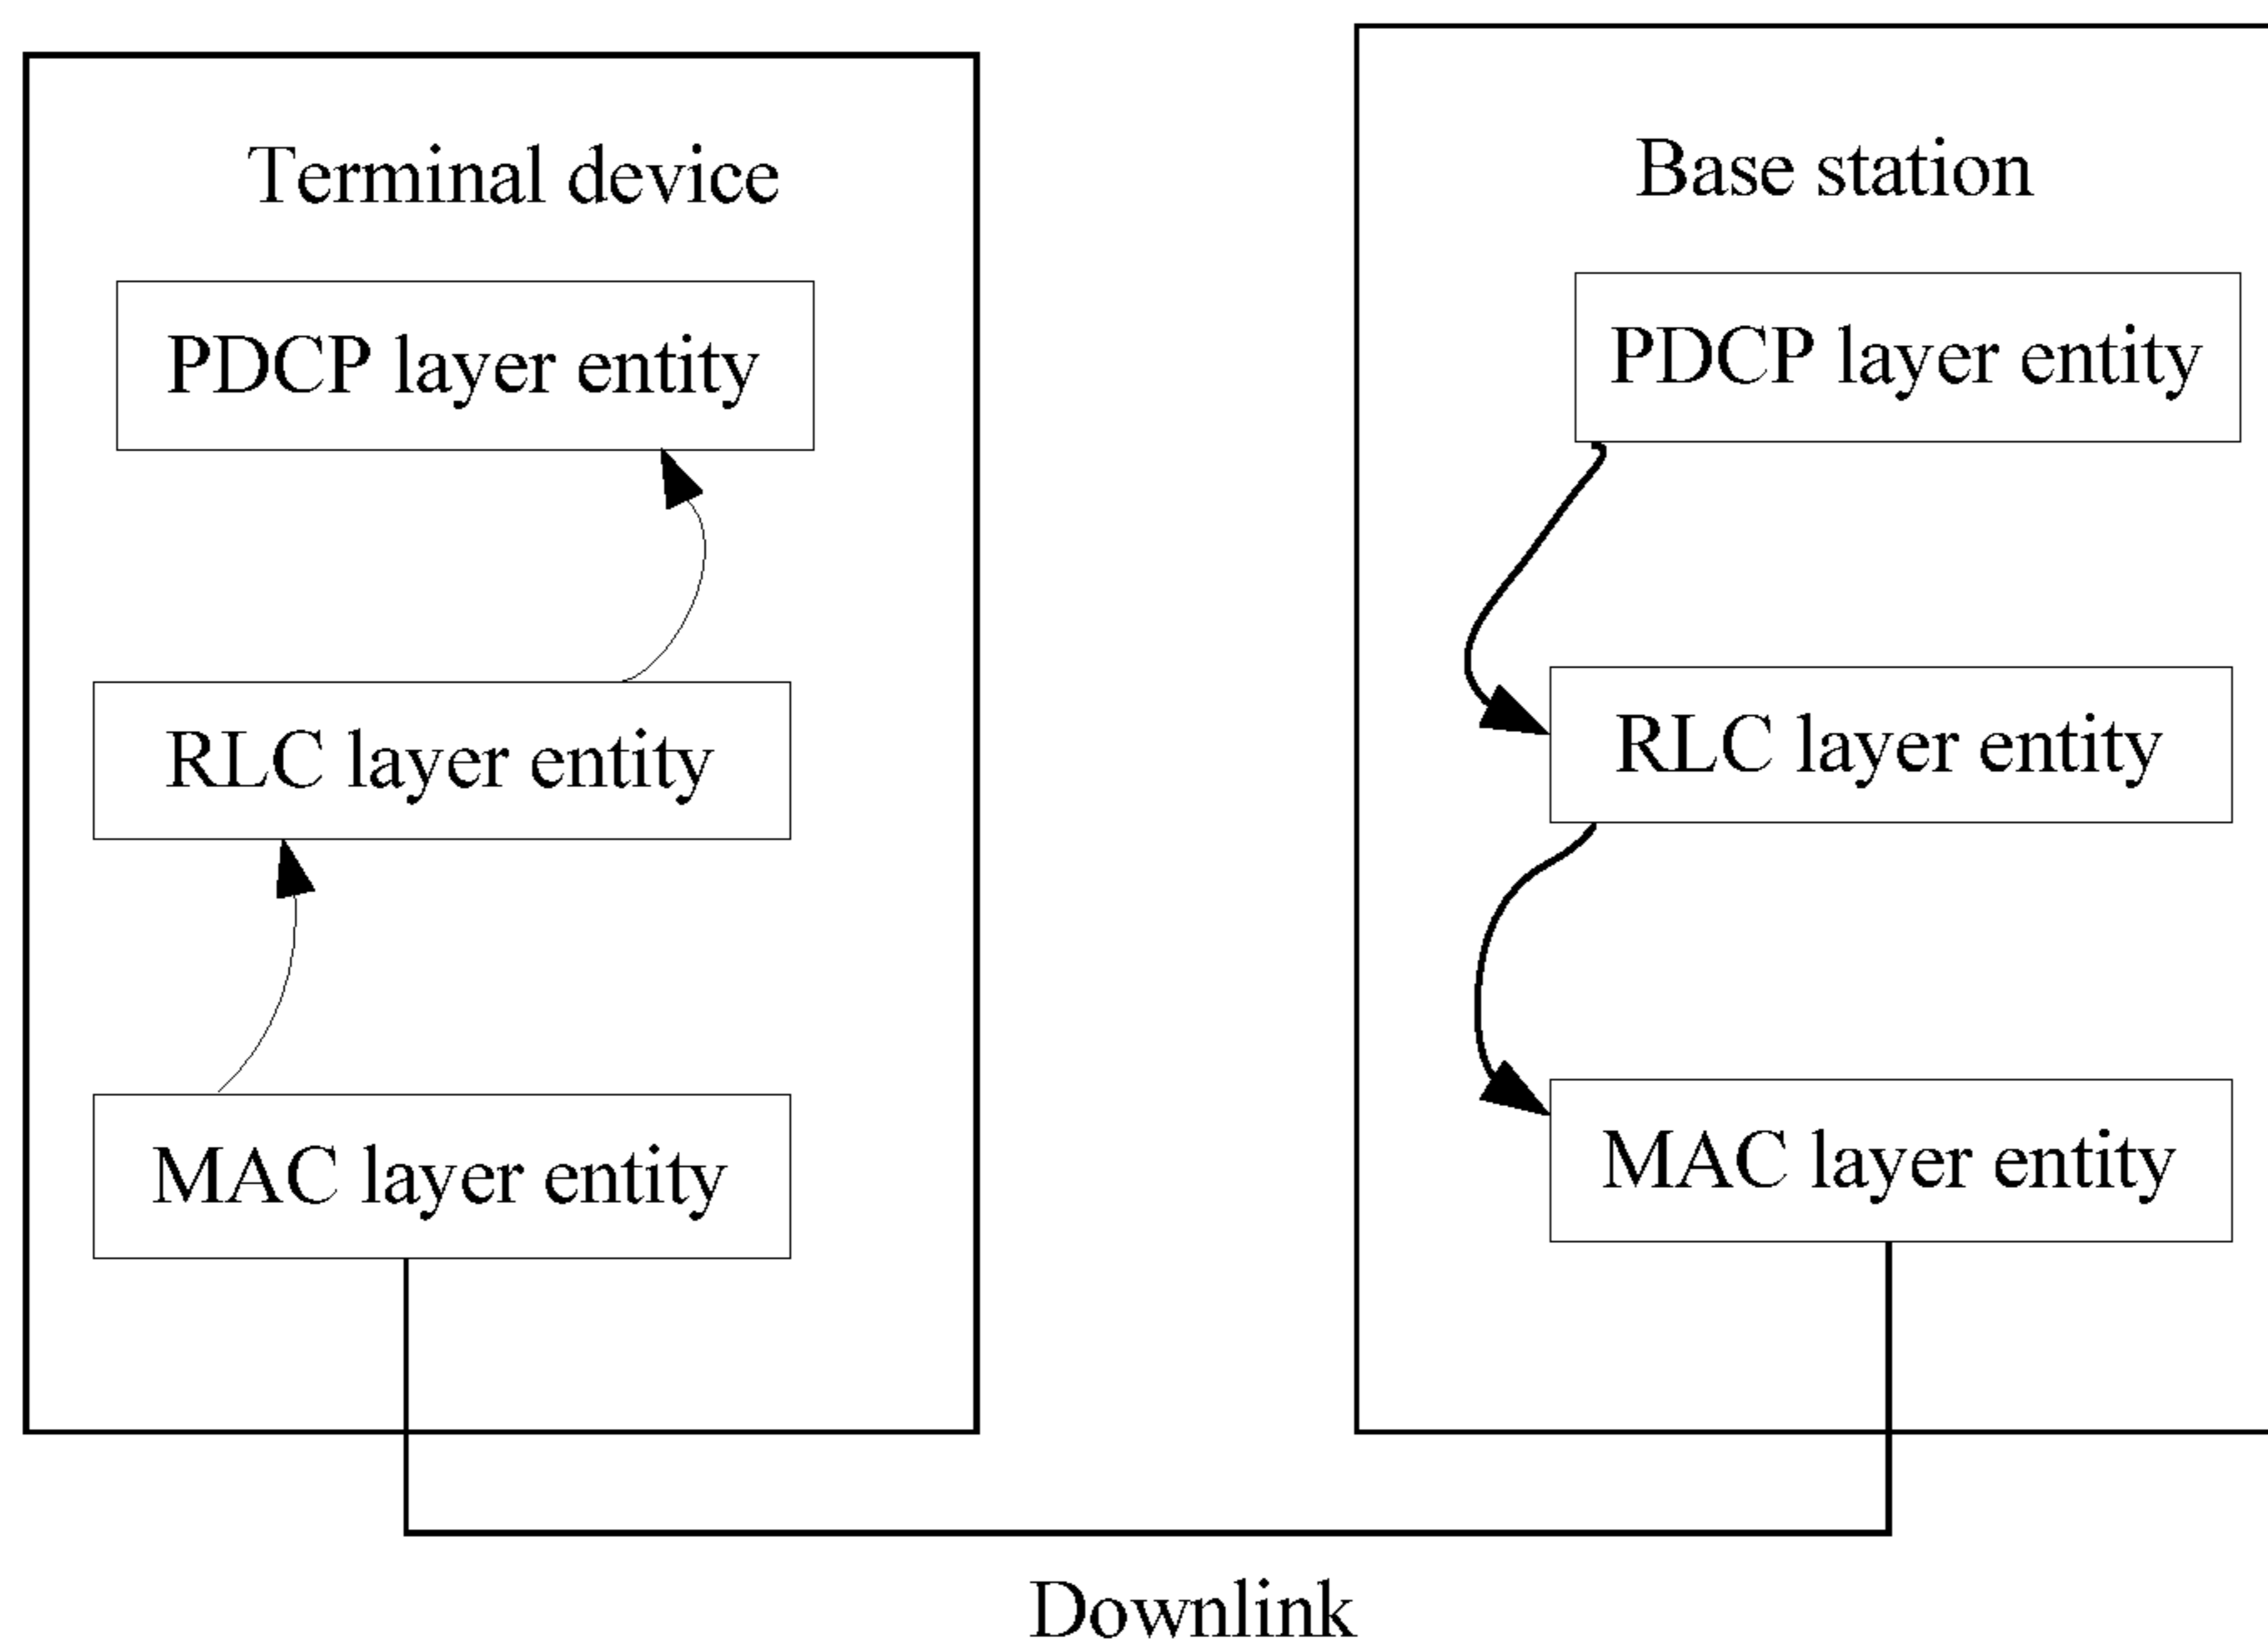 Terminal device
PDCP layer entity
RLC layer entity
MAC layer entity
Base station
PDCP layer entity
RLC layer entity
MAC layer entity
Downlink